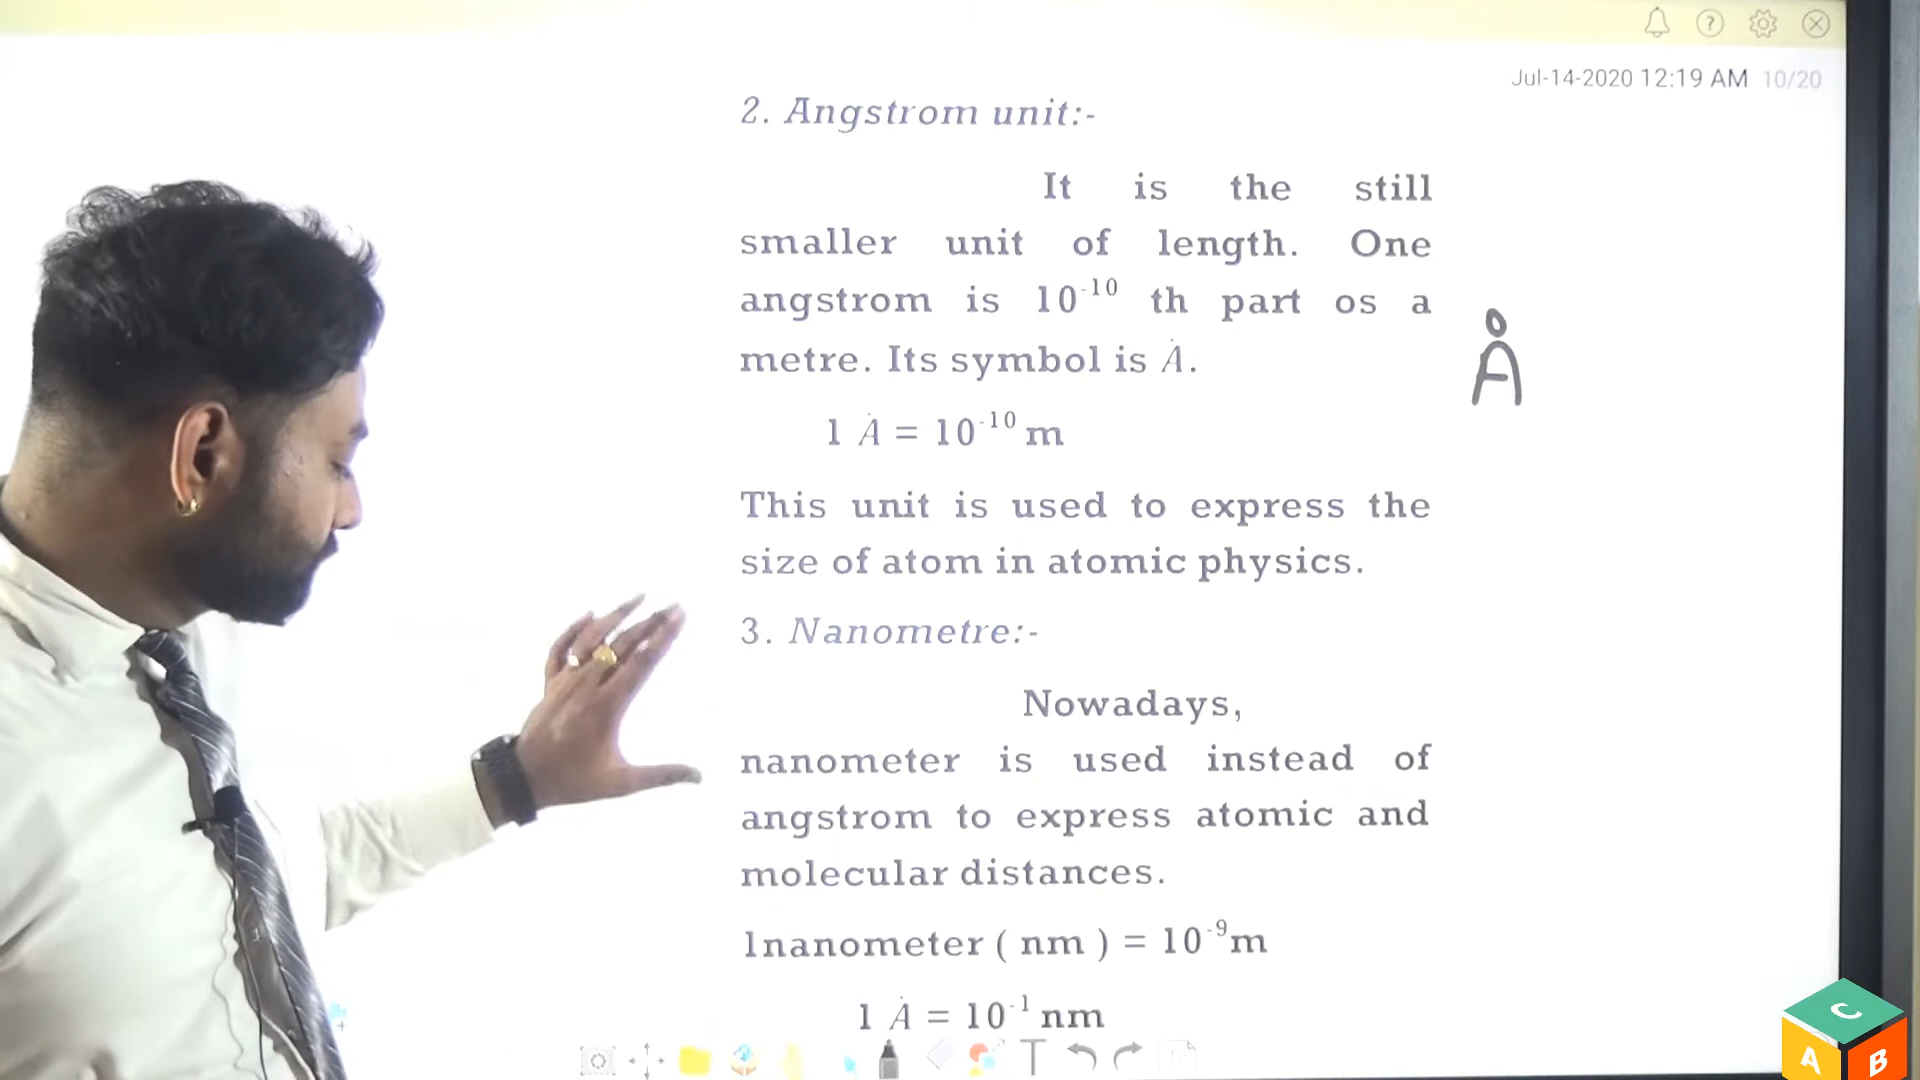 Jul-14-2020 12:19 AM 10/20
2. Angstrom unit:-
It is the still
smaller unit of length. One
angstrom is 10⁻¹⁰ th part os a
metre. Its symbol is Ȧ.
Å
1 Ȧ = 10⁻¹⁰ m
This unit is used to express the
size of atom in atomic physics.
3. Nanometre:-
Nowadays,
nanometer is used instead of
angstrom to express atomic and
molecular distances.
1nanometer ( nm ) = 10⁻⁹m
1 Ȧ = 10⁻¹ nm
C
A B